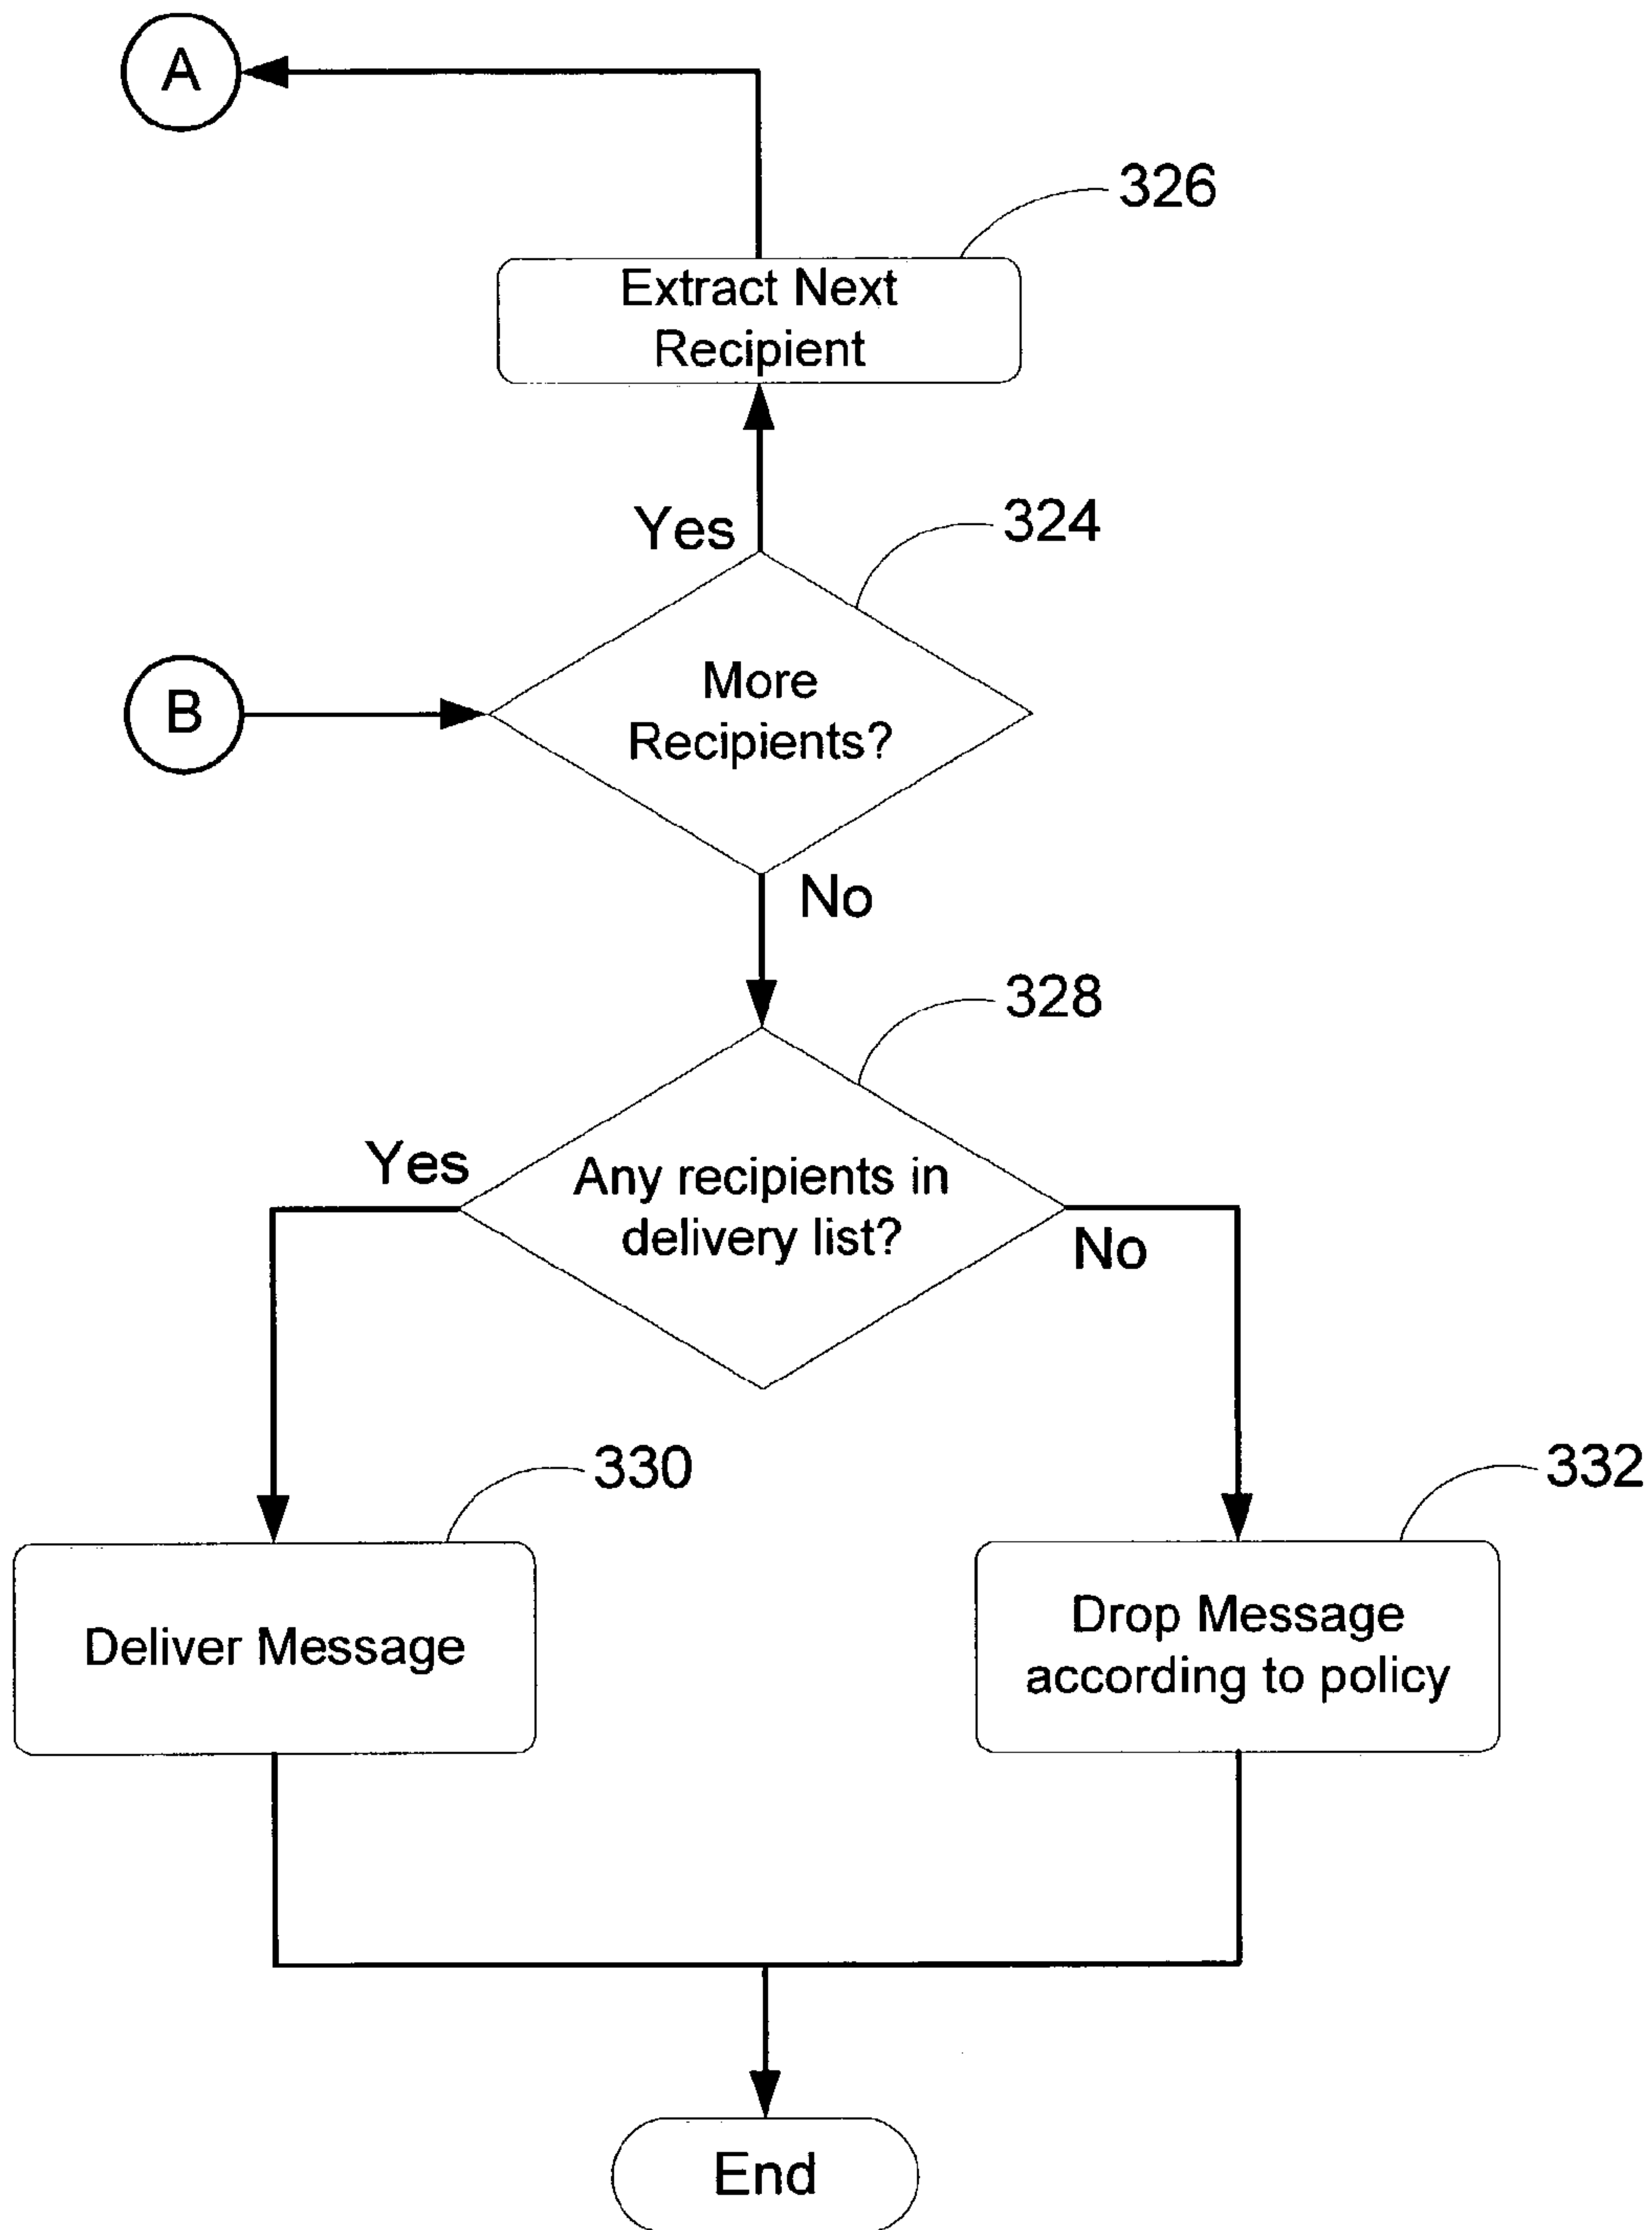 A
326
Extract Next
Recipient
Yes
324
B
More
Recipients?
No
328
Yes
Any recipients in
delivery list?
No
330
332
Deliver Message
Drop Message
according to policy
End